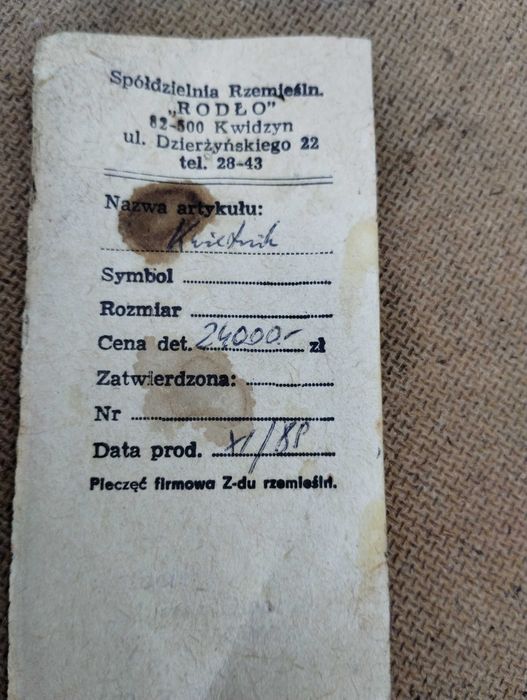 Spółdzielnia Rzemieśln.
„RODŁO”
82-500 Kwidzyn
ul. Dzierżyńskiego 22
tel. 28-43
Nazwa artykułu:
Kwietnik
Symbol
Rozmiar
Cena det. 24000.- zł
Zatwierdzona:
Nr
Data prod. XI/88
Pieczęć firmowa Z-du rzemieśln.